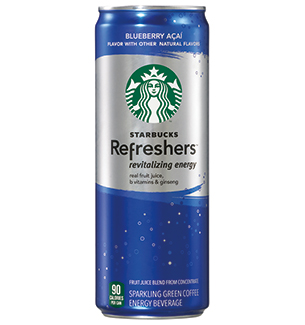 BLUEBERRY AÇAÍ
FLAVOR WITH OTHER NATURAL FLAVORS
STARBUCKS
Refreshers™
revitalizing energy
real fruit juice,
b vitamins & ginseng
90
CALORIES
PER CAN
FRUIT JUICE BLEND FROM CONCENTRATE
SPARKLING GREEN COFFEE
ENERGY BEVERAGE